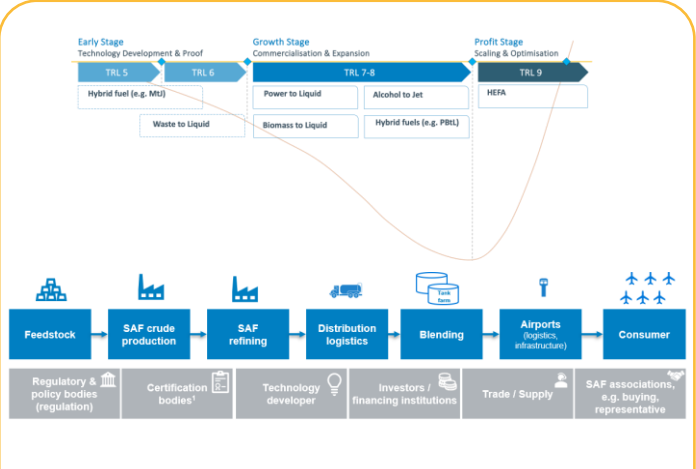 Early Stage
Technology Development & Proof
Growth Stage
Commercialisation & Expansion
Profit Stage
Scaling & Optimisation
TRL 5
TRL 6
TRL 7-8
TRL 9
Hybrid fuel (e.g. MtJ)
Power to Liquid
Alcohol to Jet
HEFA
Waste to Liquid
Biomass to Liquid
Hybrid fuels (e.g. PBtL)
Tank
farm
Feedstock
SAF crude
production
SAF
refining
Distribution
logistics
Blending
Airports
(logistics,
infrastructure)
Consumer
Regulatory &
policy bodies
(regulation)
Certification
bodies¹
Technology
developer
Investors /
financing institutions
Trade / Supply
SAF associations,
e.g. buying,
representative